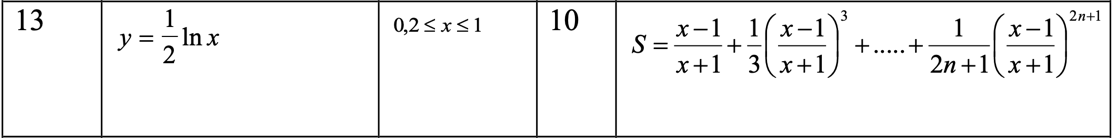 13 y = 1/2 ln x 0,2 ≤ x ≤ 1 10 S = (x−1)/(x+1) + 1/3((x−1)/(x+1))^3 + ..... + 1/(2n+1)((x−1)/(x+1))^(2n+1)